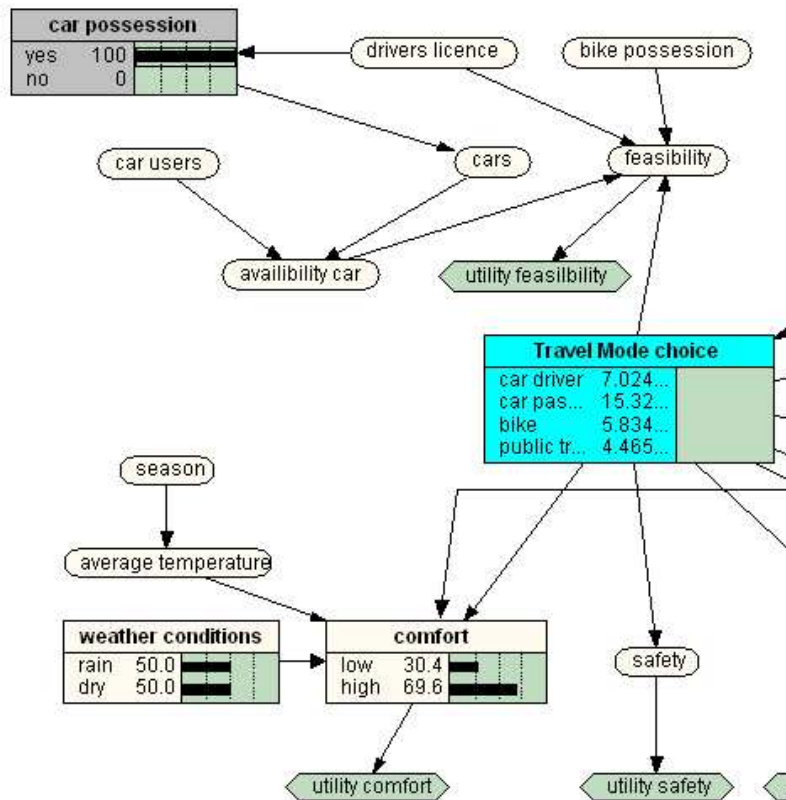 car possession
yes 100
no 0
drivers licence
bike possession
car users
cars
feasibility
availibility car
utility feasilbility
Travel Mode choice
car driver 7.024...
car pas... 15.32...
bike 5.834...
public tr... 4.465...
season
average temperature
weather conditions
rain 50.0
dry 50.0
comfort
low 30.4
high 69.6
safety
utility comfort
utility safety